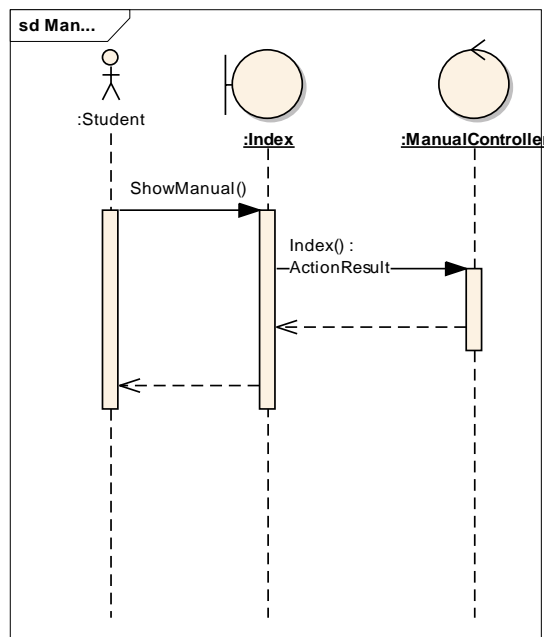 sd Man...
:Student
:Index
:ManualController
ShowManual()
Index() :
ActionResult